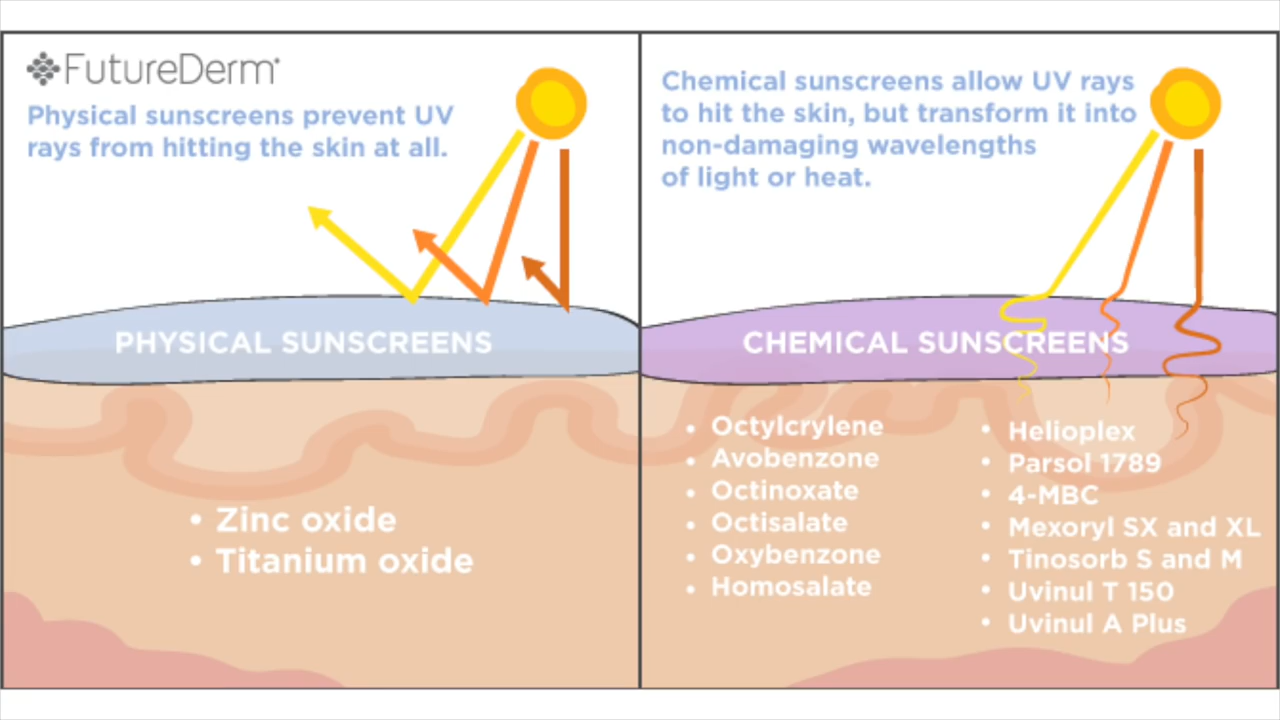 FutureDerm
Physical sunscreens prevent UV
rays from hitting the skin at all.
PHYSICAL SUNSCREENS
• Zinc oxide
• Titanium oxide
Chemical sunscreens allow UV rays
to hit the skin, but transform it into
non-damaging wavelengths
of light or heat.
CHEMICAL SUNSCREENS
• Octylcrylene
• Avobenzone
• Octinoxate
• Octisalate
• Oxybenzone
• Homosalate
• Helioplex
• Parsol 1789
• 4-MBC
• Mexoryl SX and XL
• Tinosorb S and M
• Uvinul T 150
• Uvinul A Plus